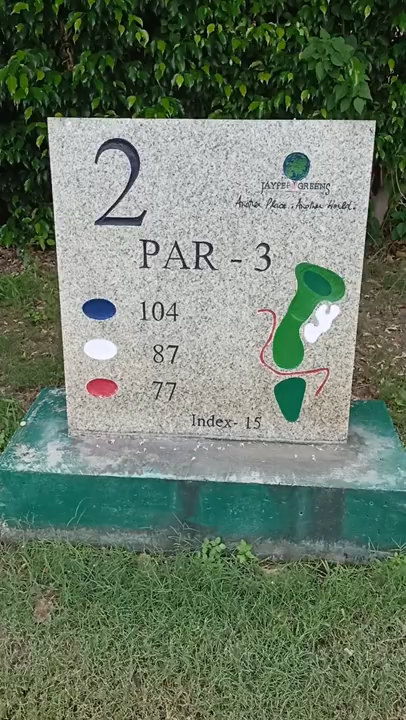 2
JAYPEE GREENS
Another Place. Another World.
PAR - 3
104
87
77
Index- 15